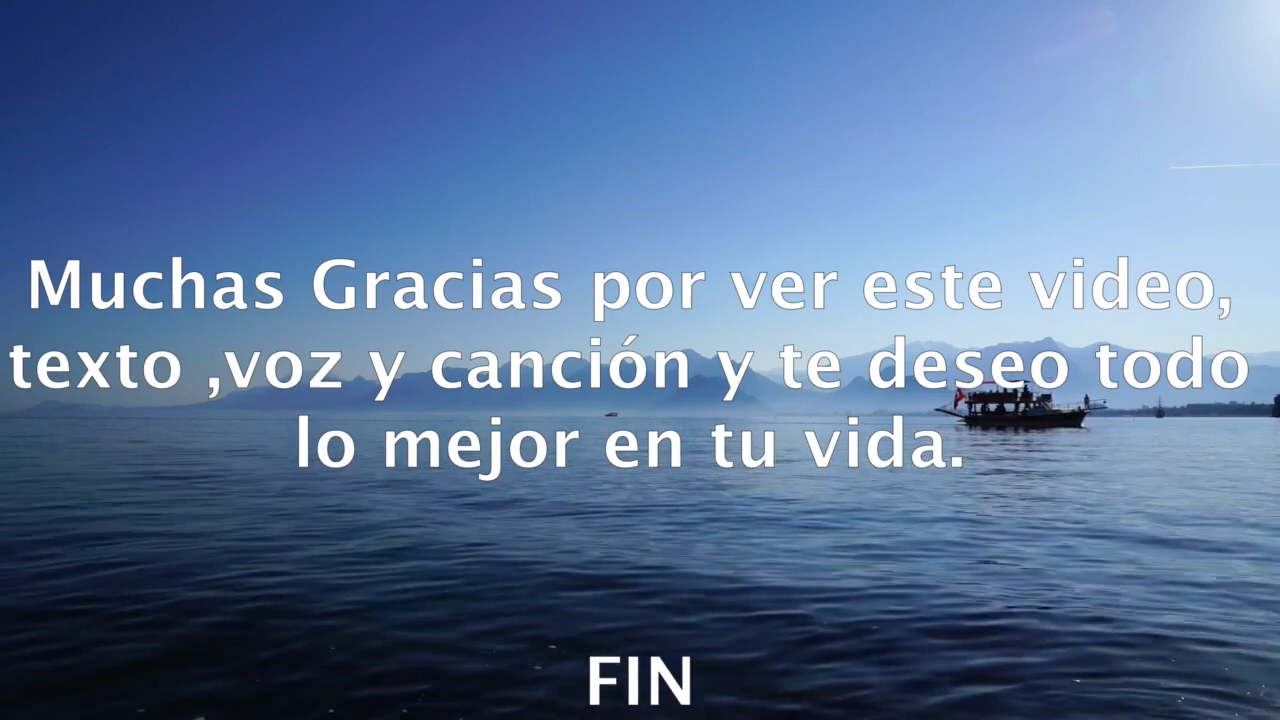 Muchas Gracias por ver este video,
texto ,voz y canción y te deseo todo
lo mejor en tu vida.
FIN